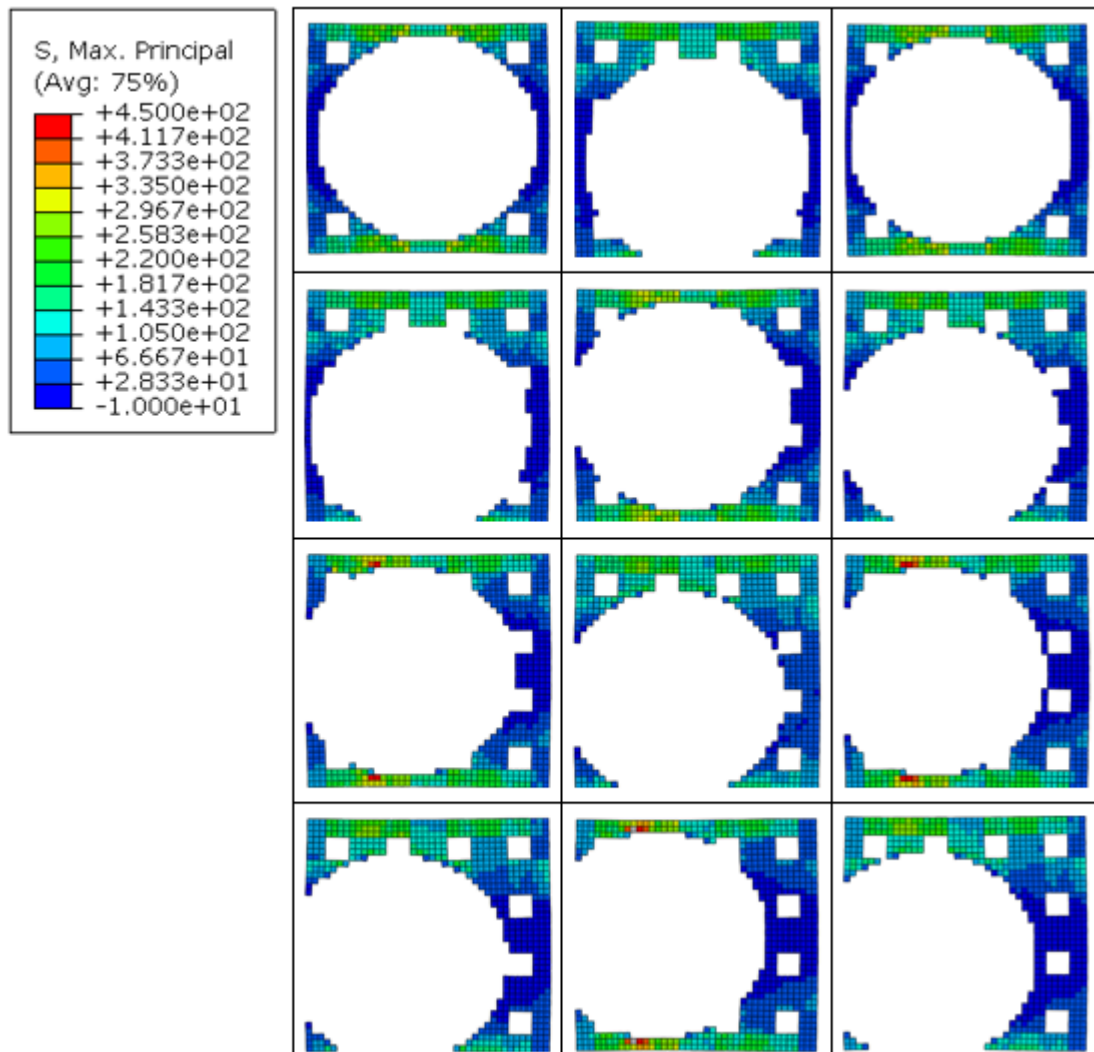 S, Max. Principal
(Avg: 75%)
+4.500e+02
+4.117e+02
+3.733e+02
+3.350e+02
+2.967e+02
+2.583e+02
+2.200e+02
+1.817e+02
+1.433e+02
+1.050e+02
+6.667e+01
+2.833e+01
-1.000e+01